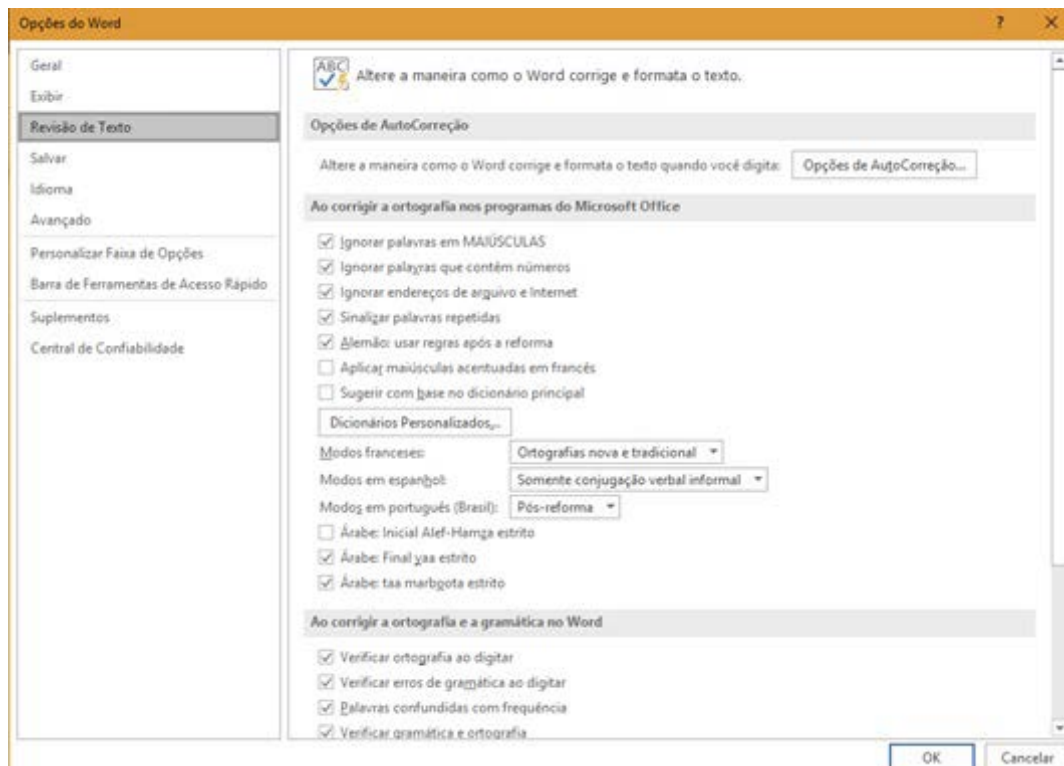 Opções do Word
? ×
Geral
Exibir
Revisão de Texto
Salvar
Idioma
Avançado
Personalizar Faixa de Opções
Barra de Ferramentas de Acesso Rápido
Suplementos
Central de Confiabilidade
ABC
Altere a maneira como o Word corrige e formata o texto.
Opções de AutoCorreção
Altere a maneira como o Word corrige e formata o texto quando você digita: Opções de AutoCorreção...
Ao corrigir a ortografia nos programas do Microsoft Office
Ignorar palavras em MAIÚSCULAS
Ignorar palavras que contêm números
Ignorar endereços de arquivo e Internet
Sinalizar palavras repetidas
Alemão: usar regras após a reforma
Aplicar maiúsculas acentuadas em francês
Sugerir com base no dicionário principal
Dicionários Personalizados...
Modos franceses: Ortografias nova e tradicional
Modos em espanhol: Somente conjugação verbal informal
Modos em português (Brasil): Pós-reforma
Árabe: Inicial Alef-Hamza estrito
Árabe: Final yaa estrito
Árabe: taa marboota estrito
Ao corrigir a ortografia e a gramática no Word
Verificar ortografia ao digitar
Verificar erros de gramática ao digitar
Palavras confundidas com frequência
Verificar gramática e ortografia
OK Cancelar